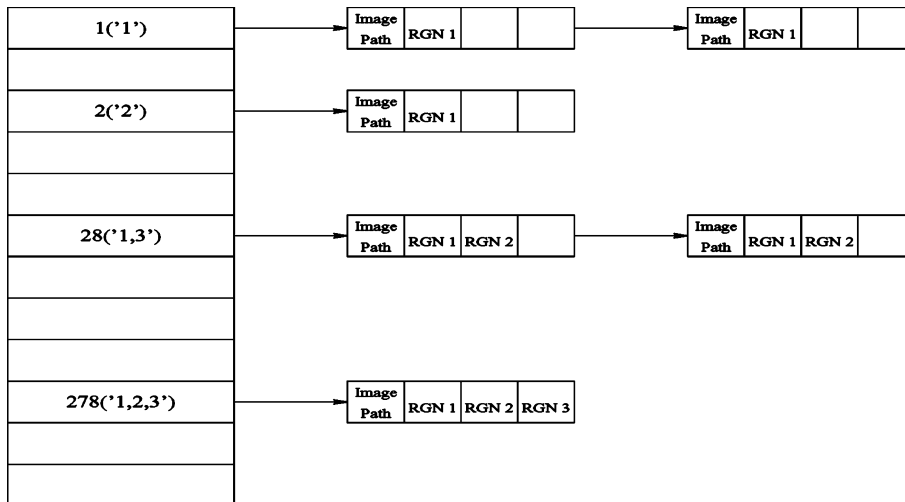 1('1')
Image Path
RGN 1
Image Path
RGN 1
2('2')
Image Path
RGN 1
28('1,3')
Image Path
RGN 1
RGN 2
Image Path
RGN 1
RGN 2
278('1,2,3')
Image Path
RGN 1
RGN 2
RGN 3